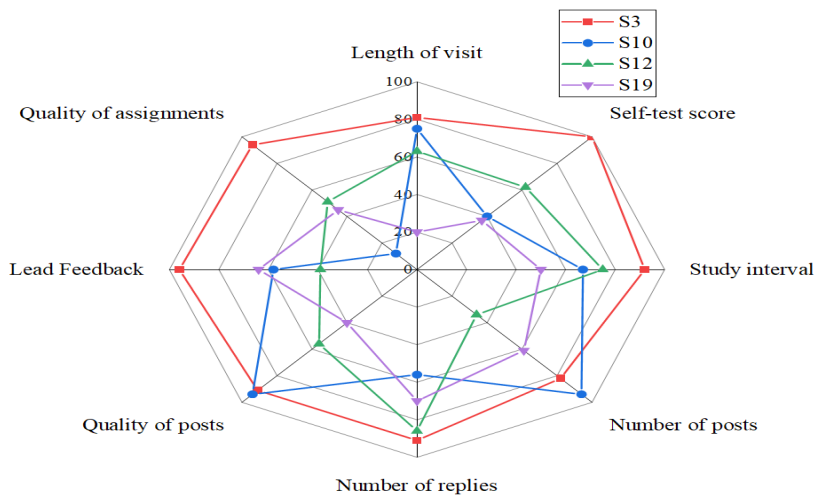 S3
S10
S12
S19
Length of visit
100
Quality of assignments
Self-test score
80
60
40
20
Lead Feedback
0
Study interval
Quality of posts
Number of posts
Number of replies